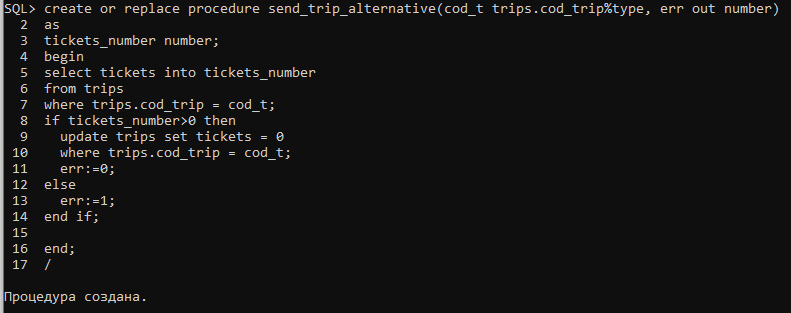 SQL> create or replace procedure send_trip_alternative(cod_t trips.cod_trip%type, err out number)
  2  as
  3  tickets_number number;
  4  begin
  5  select tickets into tickets_number
  6  from trips
  7  where trips.cod_trip = cod_t;
  8  if tickets_number>0 then
  9    update trips set tickets = 0
 10    where trips.cod_trip = cod_t;
 11    err:=0;
 12  else
 13    err:=1;
 14  end if;
 15
 16  end;
 17  /
Процедура создана.